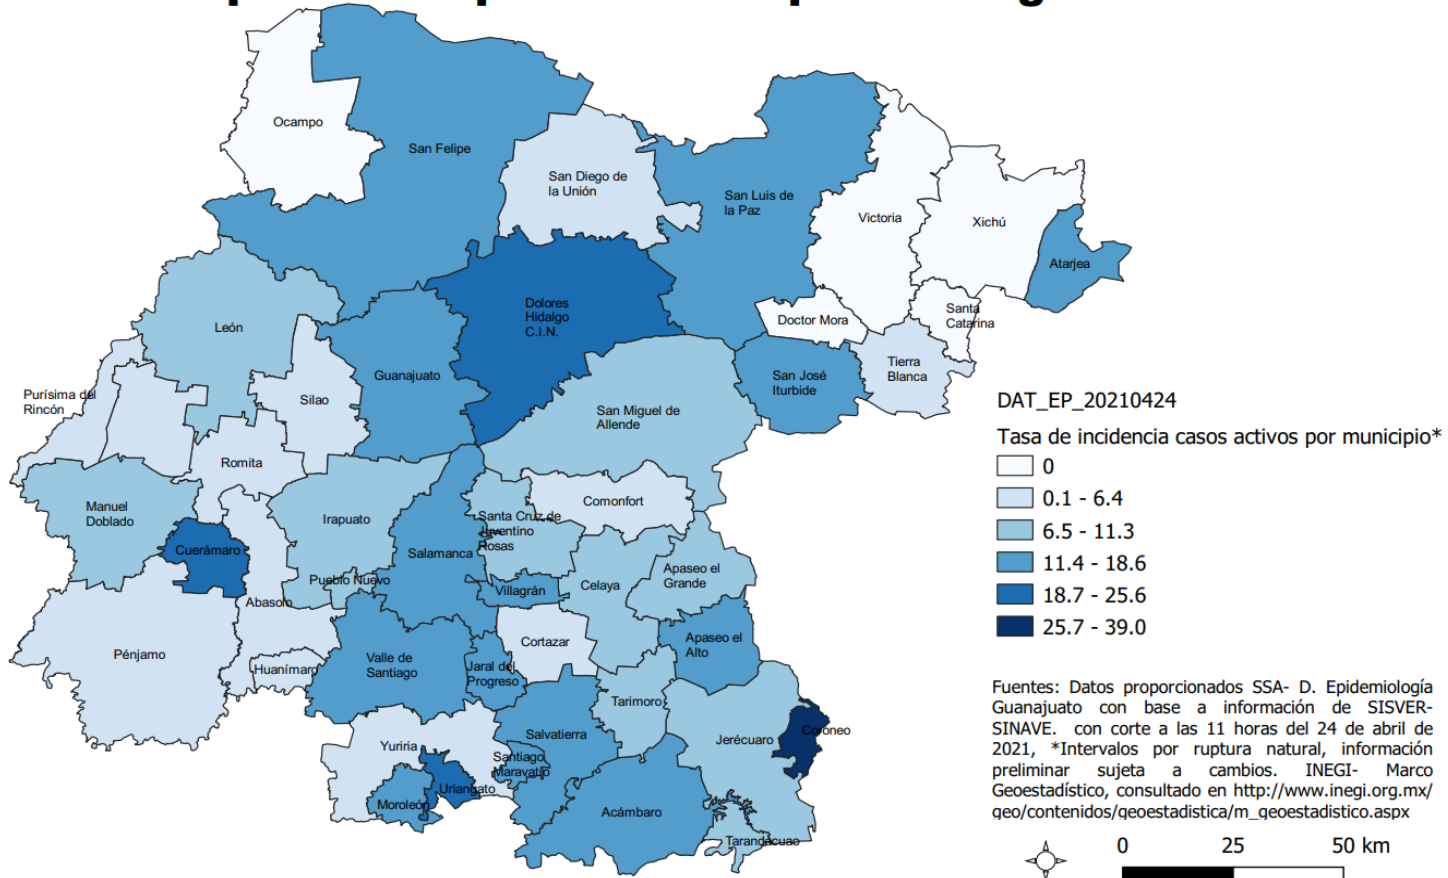 Ocampo
San Felipe
San Diego de
la Unión
San Luis de
la Paz
Victoria
Xichú
Atarjea
Santa
Catarina
Doctor Mora
Dolores
Hidalgo
C.I.N.
León
Guanajuato
San José
Iturbide
Tierra
Blanca
Purísima del
Rincón
Silao
San Miguel de
Allende
Romita
Comonfort
Manuel
Doblado
Irapuato
Santa Cruz de
Juventino
Rosas
Cuerámaro
Salamanca
Pueblo Nuevo
Villagrán
Celaya
Apaseo el
Grande
Abasolo
Cortazar
Apaseo el
Alto
Pénjamo
Huanímaro
Valle de
Santiago
Jaral del
Progreso
Tarimoro
Salvatierra
Jerécuaro
Coroneo
Yuriria
Santiago
Maravatío
Uriangato
Moroleón
Acámbaro
Tarandacuao
DAT_EP_20210424
Tasa de incidencia casos activos por municipio*
0
0.1 - 6.4
6.5 - 11.3
11.4 - 18.6
18.7 - 25.6
25.7 - 39.0
Fuentes: Datos proporcionados SSA- D. Epidemiología
Guanajuato con base a información de SISVER-
SINAVE. con corte a las 11 horas del 24 de abril de
2021, *Intervalos por ruptura natural, información
preliminar sujeta a cambios. INEGI- Marco
Geoestadístico, consultado en http://www.inegi.org.mx/
geo/contenidos/geoestadistica/m_geoestadistico.aspx
0 25 50 km